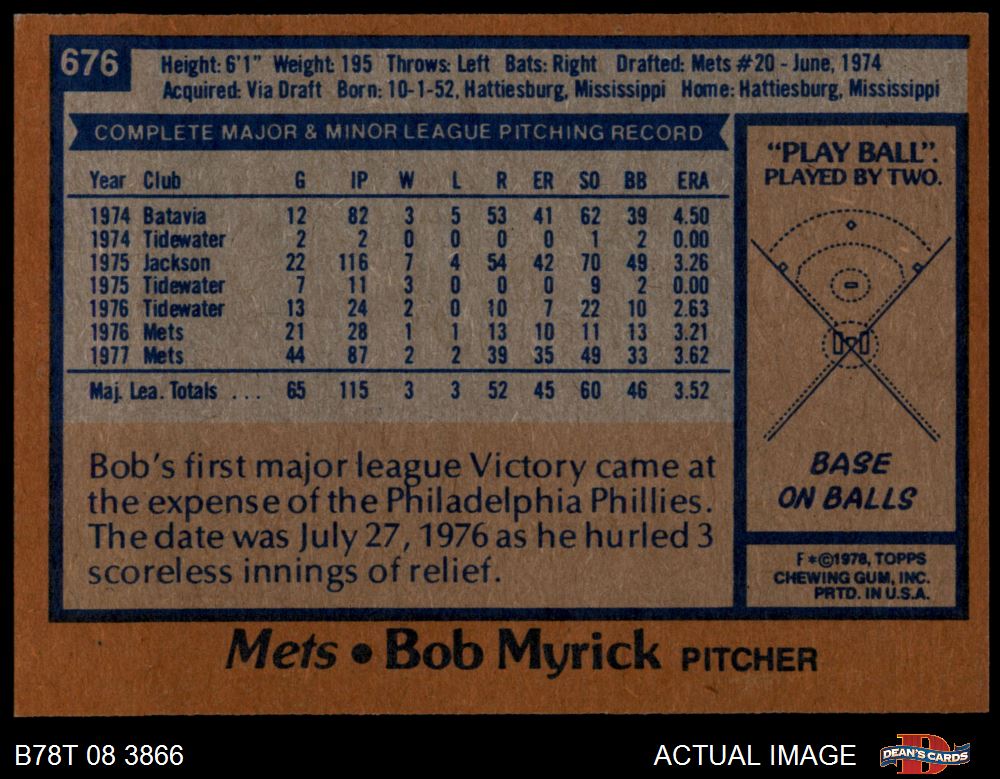 676
Height: 6'1" Weight: 195 Throws: Left Bats: Right Drafted: Mets #20 - June, 1974
Acquired: Via Draft Born: 10-1-52, Hattiesburg, Mississippi Home: Hattiesburg, Mississippi
COMPLETE MAJOR & MINOR LEAGUE PITCHING RECORD
Year Club G IP W L R ER SO BB ERA
1974 Batavia 12 82 3 5 53 41 62 39 4.50
1974 Tidewater 2 2 0 0 0 0 1 2 0.00
1975 Jackson 22 116 7 4 54 42 70 49 3.26
1975 Tidewater 7 11 3 0 0 0 9 2 0.00
1976 Tidewater 13 24 2 0 10 7 22 10 2.63
1976 Mets 21 28 1 1 13 10 11 13 3.21
1977 Mets 44 87 2 2 39 35 49 33 3.62
Maj. Lea. Totals ... 65 115 3 3 52 45 60 46 3.52
Bob's first major league Victory came at
the expense of the Philadelphia Phillies.
The date was July 27, 1976 as he hurled 3
scoreless innings of relief.
"PLAY BALL".
PLAYED BY TWO.
BASE
ON BALLS
F*©1978, TOPPS
CHEWING GUM, INC.
PRTD. IN U.S.A.
Mets • Bob Myrick PITCHER
B78T 08 3866
ACTUAL IMAGE
D
DEAN'S CARDS